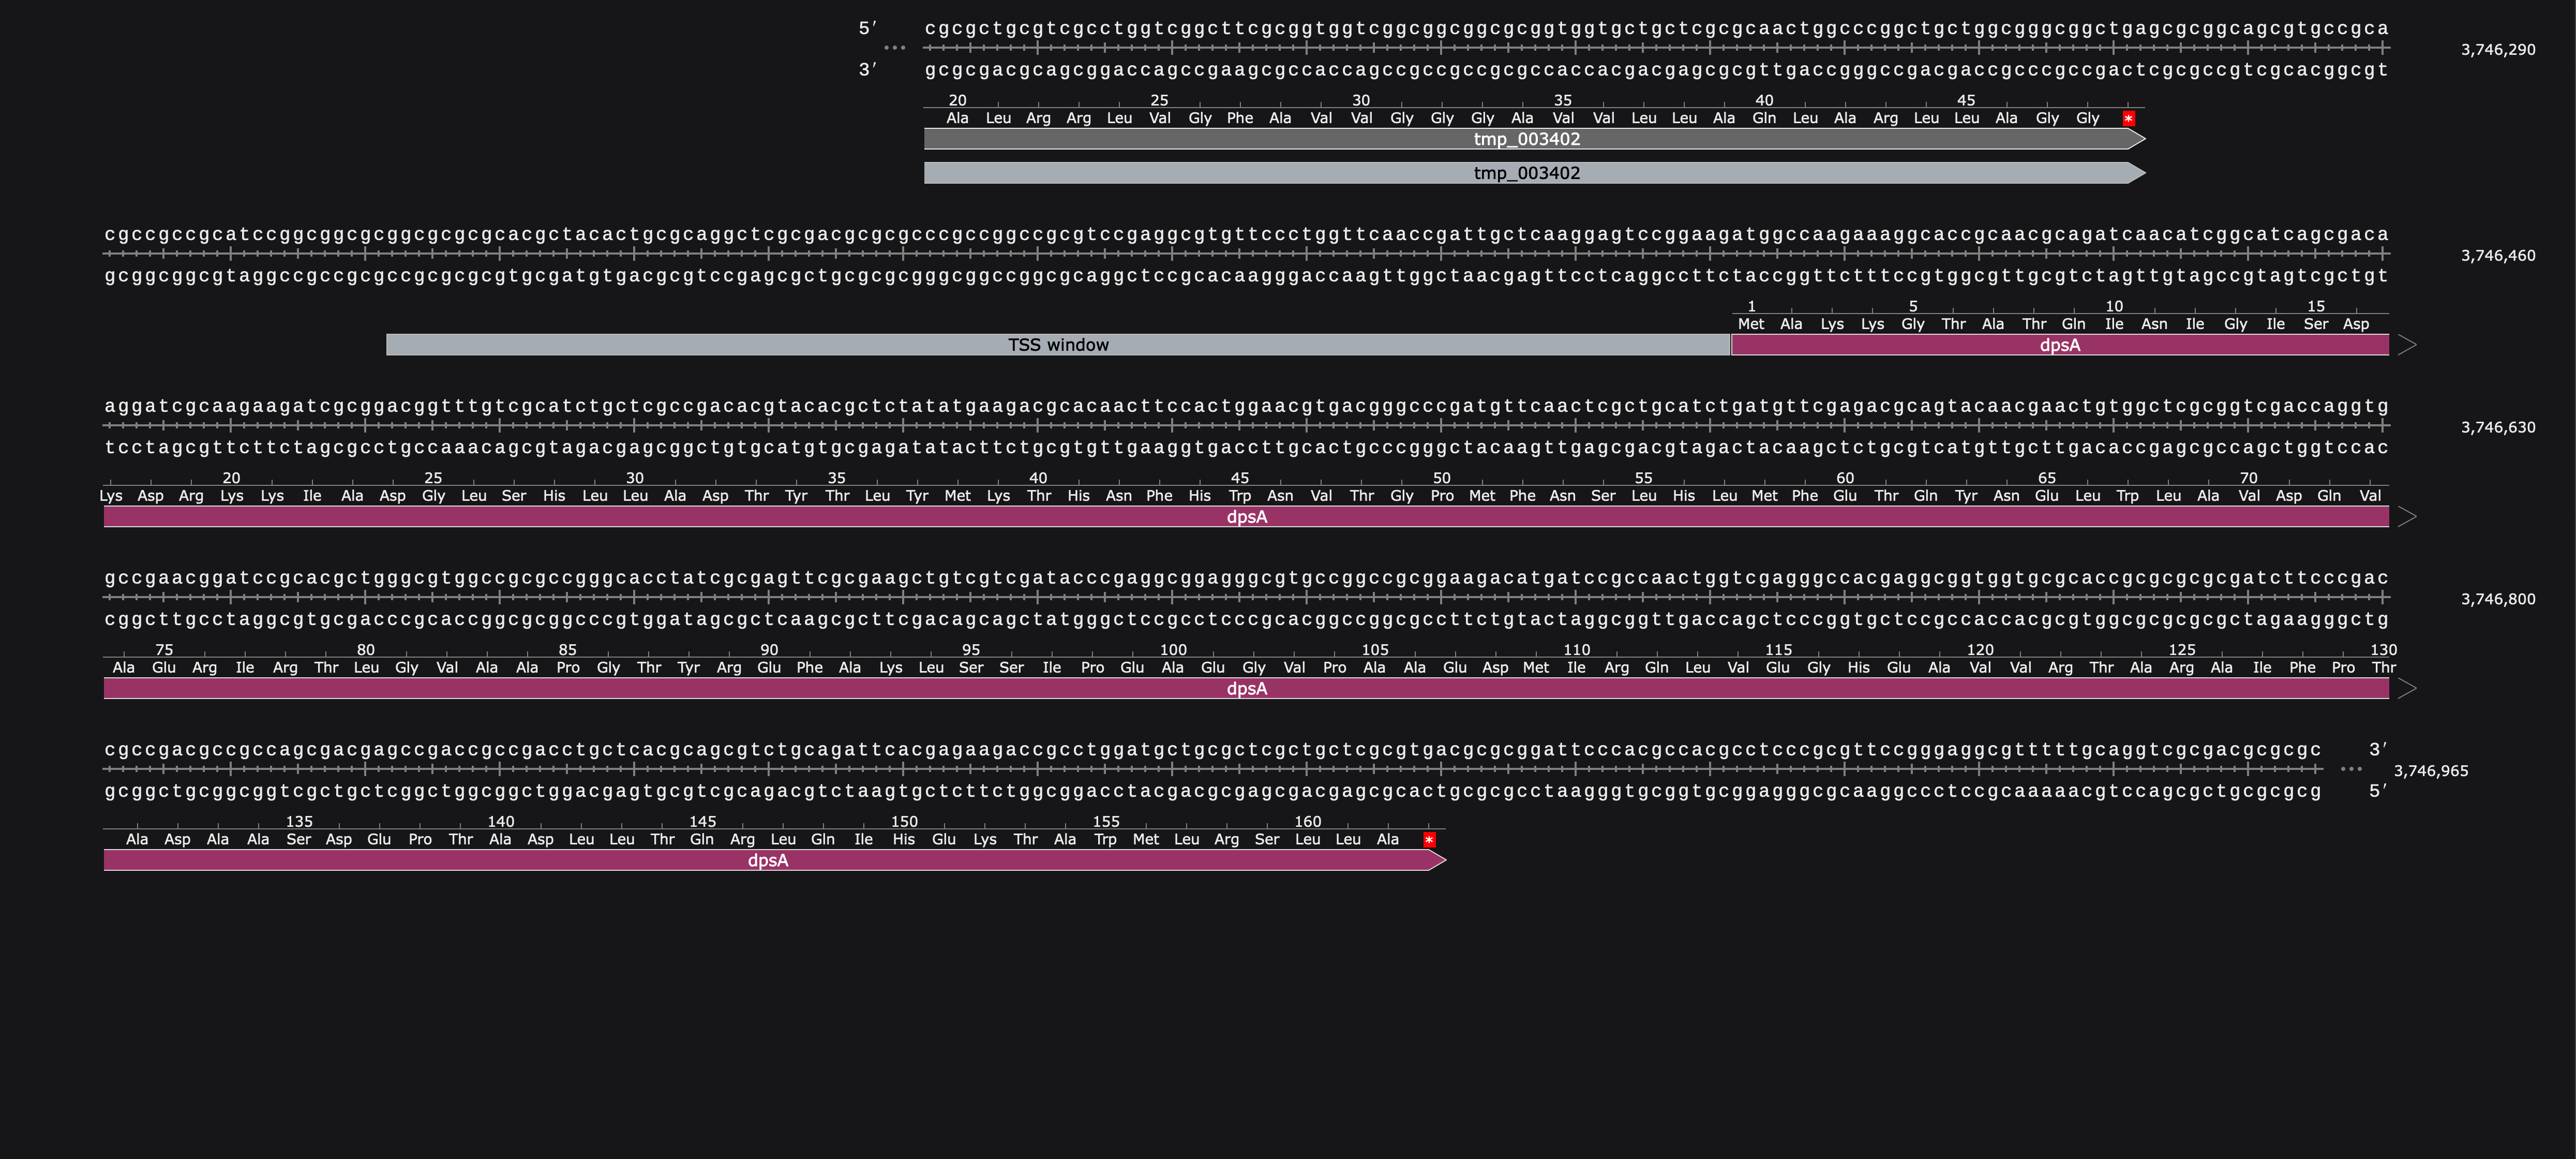 5′ cgcgctgcgtcgcctggtcggcttcgcggtggtcggcggcggcgcggtggtgctgctcgcgcaactggcccggctgctggcgggcggctgagcgcggcagcgtgccgca
3,746,290
3′ gcgcgacgcagcggaccagccgaagcgccaccagccgccgccgcgccaccacgacgagcgcgttgaccgggccgacgaccgcccgccgactcgcgccgtcgcacggcgt
20 25 30 35 40 45
Ala Leu Arg Arg Leu Val Gly Phe Ala Val Val Gly Gly Gly Ala Val Val Leu Leu Ala Gln Leu Ala Arg Leu Leu Ala Gly Gly *
tmp_003402
tmp_003402
cgccgccgcatccggcggcgcggcgcgcgcacgctacactgcgcaggctcgcgacgcgcgcccgccggccgcgtccgaggcgtgttccctggttcaaccgattgctcaaggagtccggaagatggccaagaaaggcaccgcaacgcagatcaacatcggcatcagcgaca
3,746,460
gcggcggcgtaggccgccgcgccgcgcgcgtgcgatgtgacgcgtccgagcgctgcgcgcgggcggccggcgcaggctccgcacaagggaccaagttggctaacgagttcctcaggccttctaccggttctttccgtggcgttgcgtctagttgtagccgtagtcgctgt
1 5 10 15
Met Ala Lys Lys Gly Thr Ala Thr Gln Ile Asn Ile Gly Ile Ser Asp
TSS window dpsA
aggatcgcaagaagatcgcggacggtttgtcgcatctgctcgccgacacgtacacgctctatatgaagacgcacaacttccactggaacgtgacgggcccgatgttcaactcgctgcatctgatgttcgagacgcagtacaacgaactgtggctcgcggtcgaccaggtg
3,746,630
tcctagcgttcttctagcgcctgccaaacagcgtagacgagcggctgtgcatgtgcgagatatacttctgcgtgttgaaggtgaccttgcactgcccgggctacaagttgagcgacgtagactacaagctctgcgtcatgttgcttgacaccgagcgccagctggtccac
20 25 30 35 40 45 50 55 60 65 70
Lys Asp Arg Lys Lys Ile Ala Asp Gly Leu Ser His Leu Leu Ala Asp Thr Tyr Thr Leu Tyr Met Lys Thr His Asn Phe His Trp Asn Val Thr Gly Pro Met Phe Asn Ser Leu His Leu Met Phe Glu Thr Gln Tyr Asn Glu Leu Trp Leu Ala Val Asp Gln Val
dpsA
gccgaacggatccgcacgctgggcgtggccgcgccgggcacctatcgcgagttcgcgaagctgtcgtcgatacccgaggcggagggcgtgccggccgcggaagacatgatccgccaactggtcgagggccacgaggcggtggtgcgcaccgcgcgcgcgatcttcccgac
3,746,800
cggcttgcctaggcgtgcgacccgcaccggcgcggcccgtggatagcgctcaagcgcttcgacagcagctatgggctccgcctcccgcacggccggcgccttctgtactaggcggttgaccagctcccggtgctccgccaccacgcgtggcgcgcgcgctagaagggctg
75 80 85 90 95 100 105 110 115 120 125 130
Ala Glu Arg Ile Arg Thr Leu Gly Val Ala Ala Pro Gly Thr Tyr Arg Glu Phe Ala Lys Leu Ser Ser Ile Pro Glu Ala Glu Gly Val Pro Ala Ala Glu Asp Met Ile Arg Gln Leu Val Glu Gly His Glu Ala Val Val Arg Thr Ala Arg Ala Ile Phe Pro Thr
dpsA
cgccgacgccgccagcgacgagccgaccgccgacctgctcacgcagcgtctgcagattcacgagaagaccgcctggatgctgcgctcgctgctcgcgtgacgcgcggattcccacgccacgcctcccgcgttccgggaggcgtttttgcaggtcgcgacgcgcgc 3′
3,746,965
gcggctgcggcggtcgctgctcggctggcggctggacgagtgcgtcgcagacgtctaagtgctcttctggcggacctacgacgcgagcgacgagcgcactgcgcgcctaagggtgcggtgcggagggcgcaaggccctccgcaaaaacgtccagcgctgcgcgcg 5′
135 140 145 150 155 160
Ala Asp Ala Ala Ser Asp Glu Pro Thr Ala Asp Leu Leu Thr Gln Arg Leu Gln Ile His Glu Lys Thr Ala Trp Met Leu Arg Ser Leu Leu Ala *
dpsA